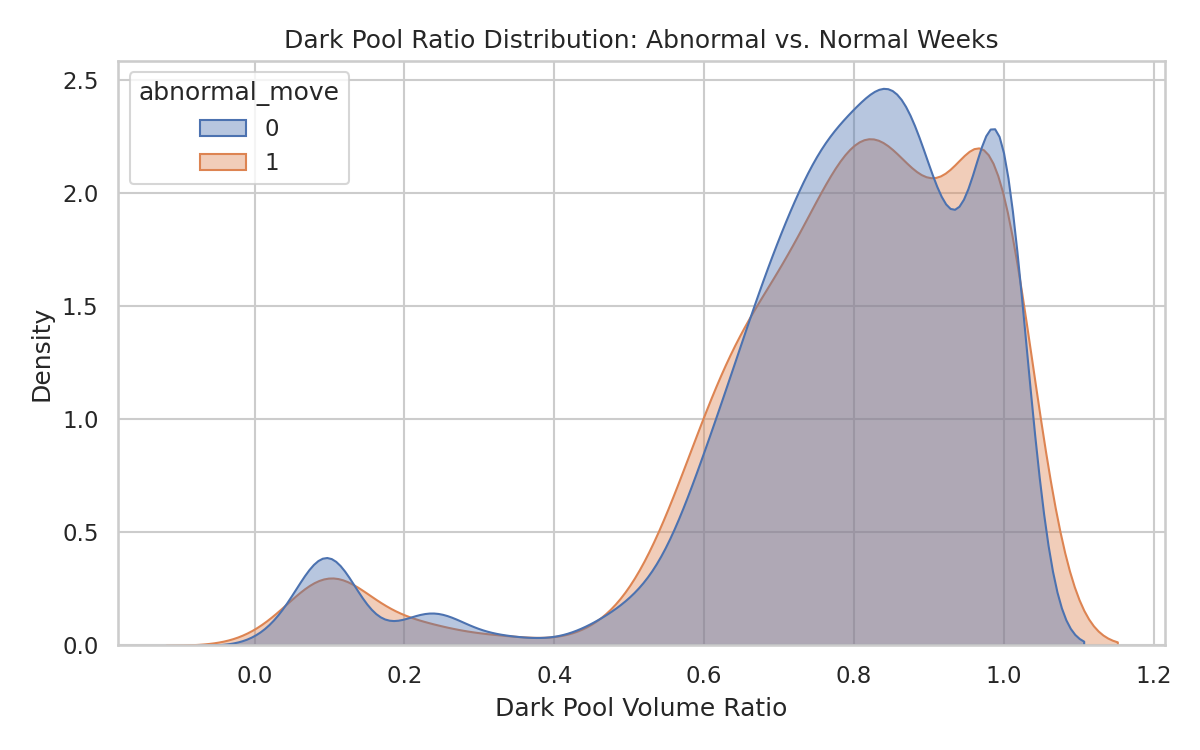 Dark Pool Ratio Distribution: Abnormal vs. Normal Weeks
abnormal_move
0
1
Density
2.5
2.0
1.5
1.0
0.5
0.0
0.0 0.2 0.4 0.6 0.8 1.0 1.2
Dark Pool Volume Ratio